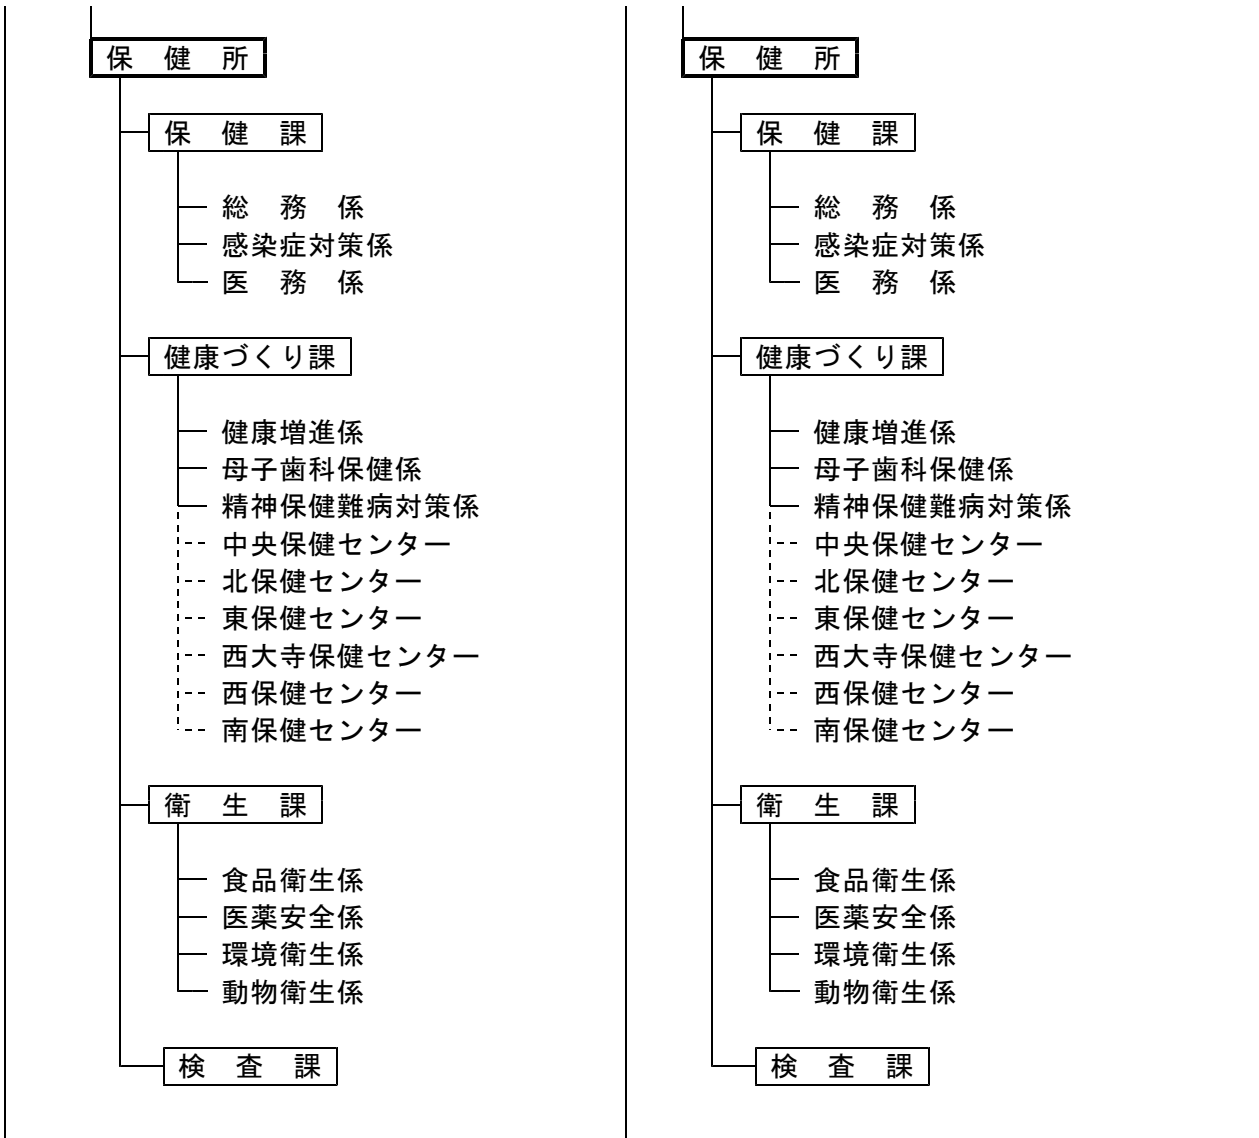 保　健　所
保　健　課
総　務　係
感染症対策係
医　務　係
健康づくり課
健康増進係
母子歯科保健係
精神保健難病対策係
中央保健センター
北保健センター
東保健センター
西大寺保健センター
西保健センター
南保健センター
衛　生　課
食品衛生係
医薬安全係
環境衛生係
動物衛生係
検　査　課
保　健　所
保　健　課
総　務　係
感染症対策係
医　務　係
健康づくり課
健康増進係
母子歯科保健係
精神保健難病対策係
中央保健センター
北保健センター
東保健センター
西大寺保健センター
西保健センター
南保健センター
衛　生　課
食品衛生係
医薬安全係
環境衛生係
動物衛生係
検　査　課